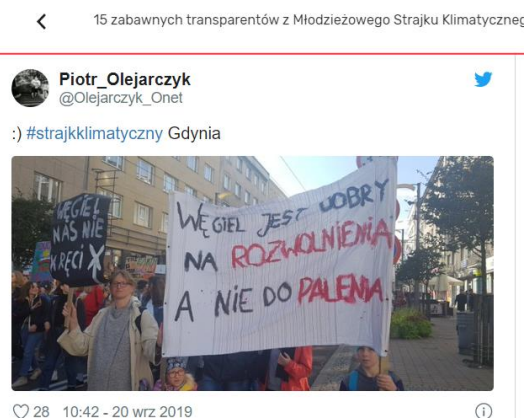 15 zabawnych transparentów z Młodzieżowego Strajku Klimatyczneg
Piotr_Olejarczyk
@Olejarczyk_Onet
:) #strajkklimatyczny Gdynia
WĘGIEL
NAS NIE
KRĘCI X
WĘGIEL JEST DOBRY
NA ROZWOLNIENIA
A NIE DO PALENIA
28 10:42 - 20 wrz 2019